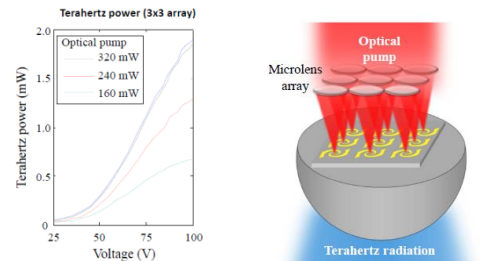 Terahertz power (3x3 array)
Terahertz power (mW)
2.0
1.5
1.0
0.5
0
Optical pump
320 mW
240 mW
160 mW
25
50
75
100
Voltage (V)
Optical
pump
Microlens
array
Terahertz radiation